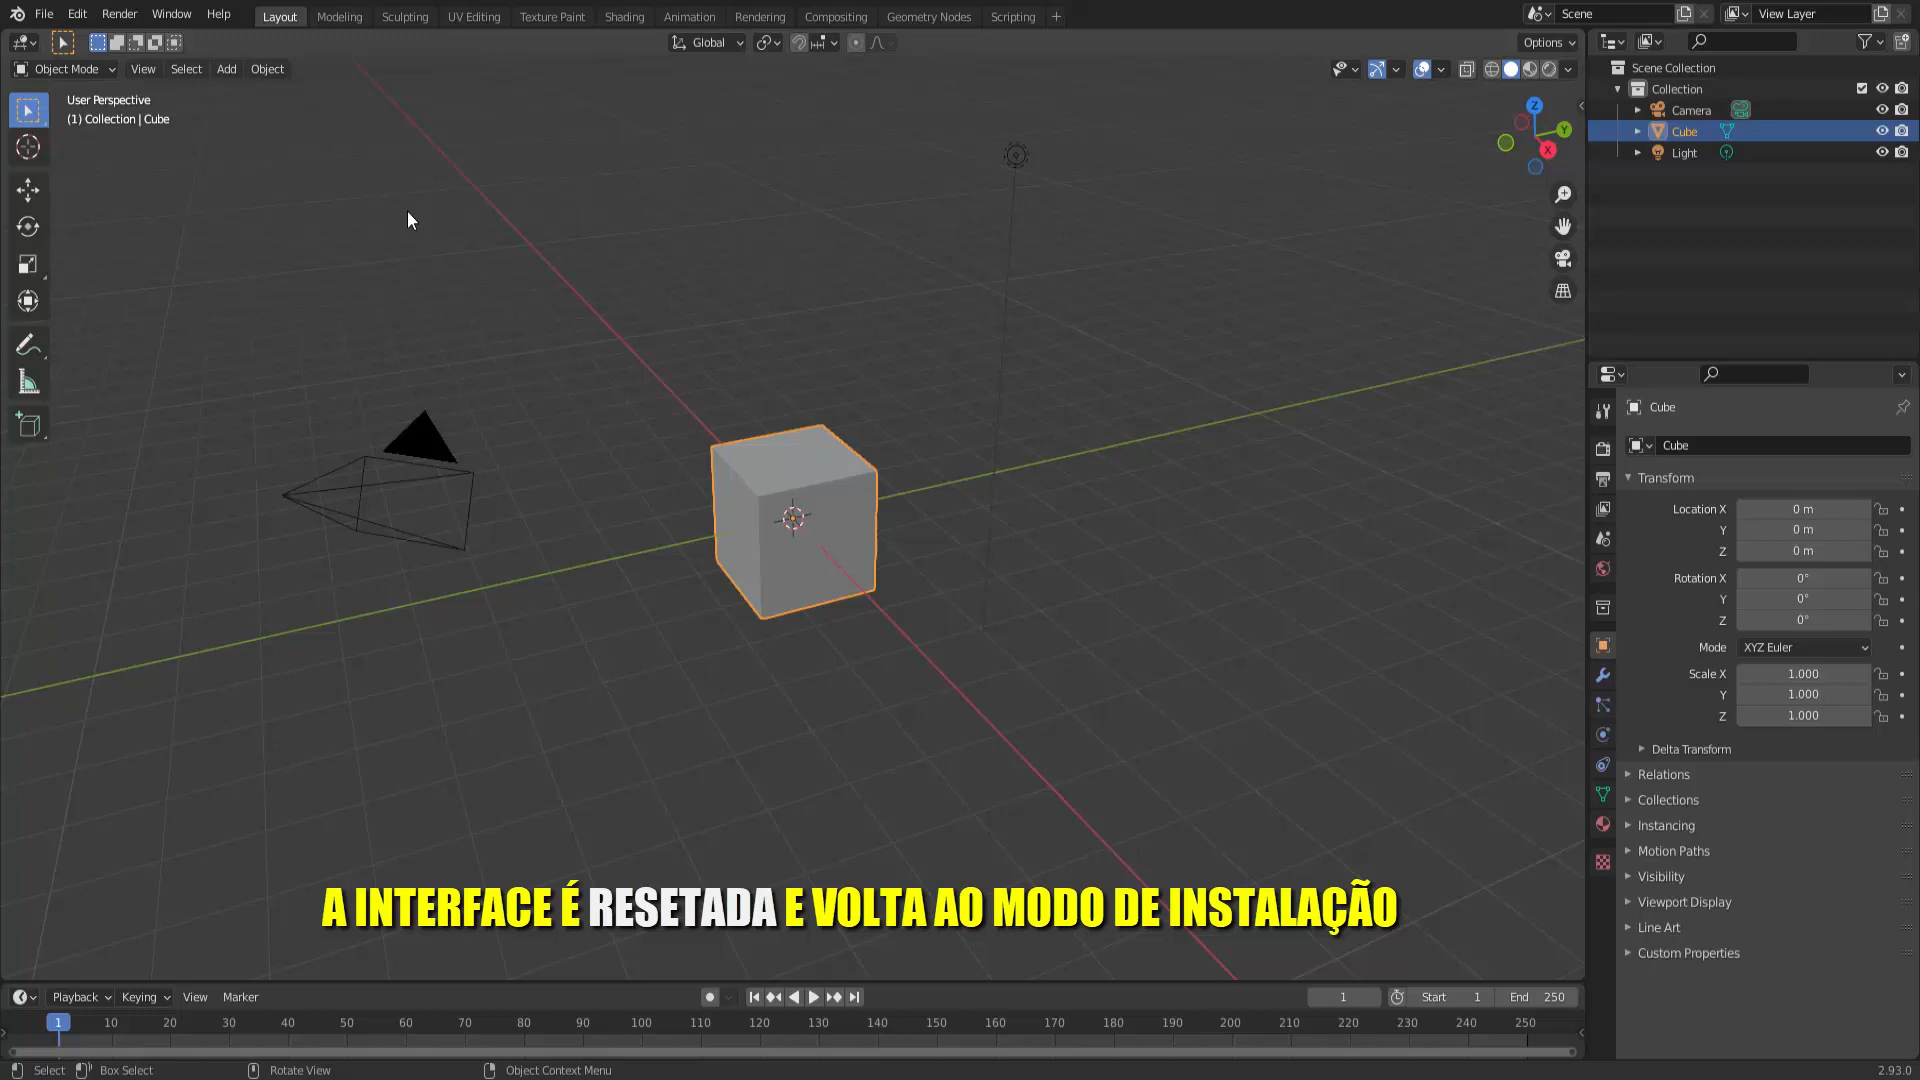 File Edit Render Window Help Layout Modeling Sculpting UV Editing Texture Paint Shading Animation Rendering Compositing Geometry Nodes Scripting + Scene View Layer
Global Options
Object Mode View Select Add Object
User Perspective
(1) Collection | Cube
Z
Y
X
Scene Collection
Collection
Camera
Cube
Light
Cube
Cube
Transform
Location X 0 m
Y 0 m
Z 0 m
Rotation X 0°
Y 0°
Z 0°
Mode XYZ Euler
Scale X 1.000
Y 1.000
Z 1.000
Delta Transform
Relations
Collections
Instancing
Motion Paths
Visibility
Viewport Display
Line Art
Custom Properties
A INTERFACE É RESETADA E VOLTA AO MODO DE INSTALAÇÃO
Playback Keying View Marker 1 Start 1 End 250
1 10 20 30 40 50 60 70 80 90 100 110 120 130 140 150 160 170 180 190 200 210 220 230 240 250
Select Box Select Rotate View Object Context Menu 2.93.0